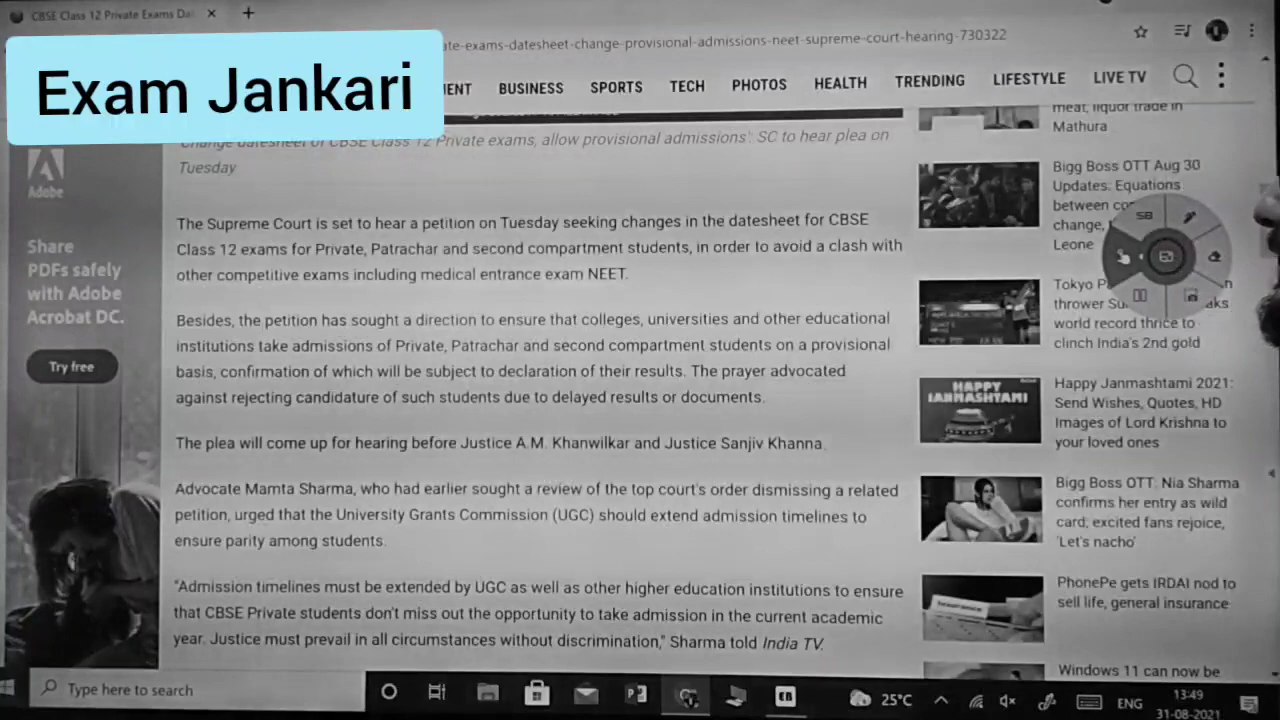 CBSE Class 12 Private Exams Dat
Exam Jankari
ate-exams-datesheet-change-provisional-admissions-neet-supreme-court-hearing-730322
BUSINESS SPORTS TECH PHOTOS HEALTH TRENDING LIFESTYLE LIVE TV
'Change datesheet of CBSE Class 12 Private exams, allow provisional admissions': SC to hear plea on
Tuesday
The Supreme Court is set to hear a petition on Tuesday seeking changes in the datesheet for CBSE
Class 12 exams for Private, Patrachar and second compartment students, in order to avoid a clash with
other competitive exams including medical entrance exam NEET.
Besides, the petition has sought a direction to ensure that colleges, universities and other educational
institutions take admissions of Private, Patrachar and second compartment students on a provisional
basis, confirmation of which will be subject to declaration of their results. The prayer advocated
against rejecting candidature of such students due to delayed results or documents.
The plea will come up for hearing before Justice A.M. Khanwilkar and Justice Sanjiv Khanna.
Advocate Mamta Sharma, who had earlier sought a review of the top court's order dismissing a related
petition, urged that the University Grants Commission (UGC) should extend admission timelines to
ensure parity among students.
"Admission timelines must be extended by UGC as well as other higher education institutions to ensure
that CBSE Private students don't miss out the opportunity to take admission in the current academic
year. Justice must prevail in all circumstances without discrimination," Sharma told India TV.
Adobe
Share
PDFs safely
with Adobe
Acrobat DC.
Try free
meat, liquor trade in
Mathura
Bigg Boss OTT Aug 30
Updates: Equations
between
change,
Leone
SB
Tokyo
thrower
world record thrice to
clinch India's 2nd gold
HAPPY
JANMASHTAMI
Happy Janmashtami 2021:
Send Wishes, Quotes, HD
Images of Lord Krishna to
your loved ones
Bigg Boss OTT: Nia Sharma
confirms her entry as wild
card; excited fans rejoice,
'Let's nacho'
PhonePe gets IRDAI nod to
sell life, general insurance
Windows 11 can now be
Type here to search
25°C
ENG
13:49
31-08-2021